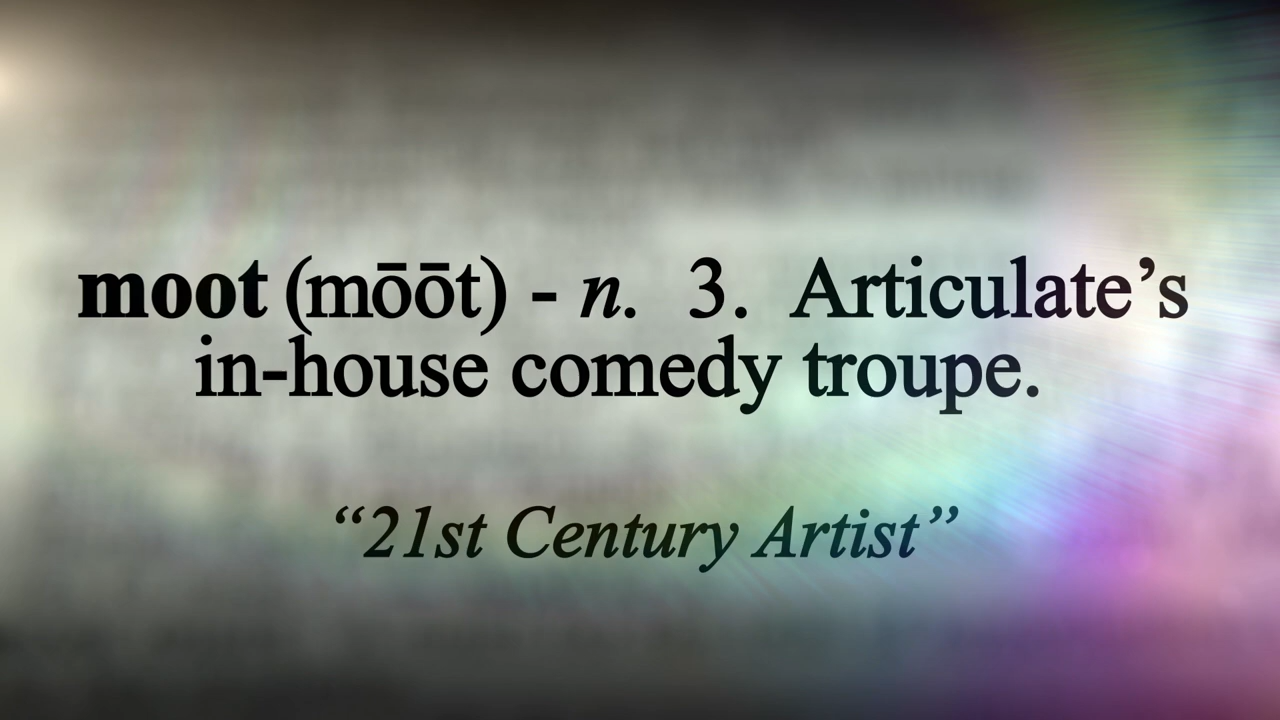 moot (mōōt) - n. 3. Articulate’s
in-house comedy troupe.
“21st Century Artist”